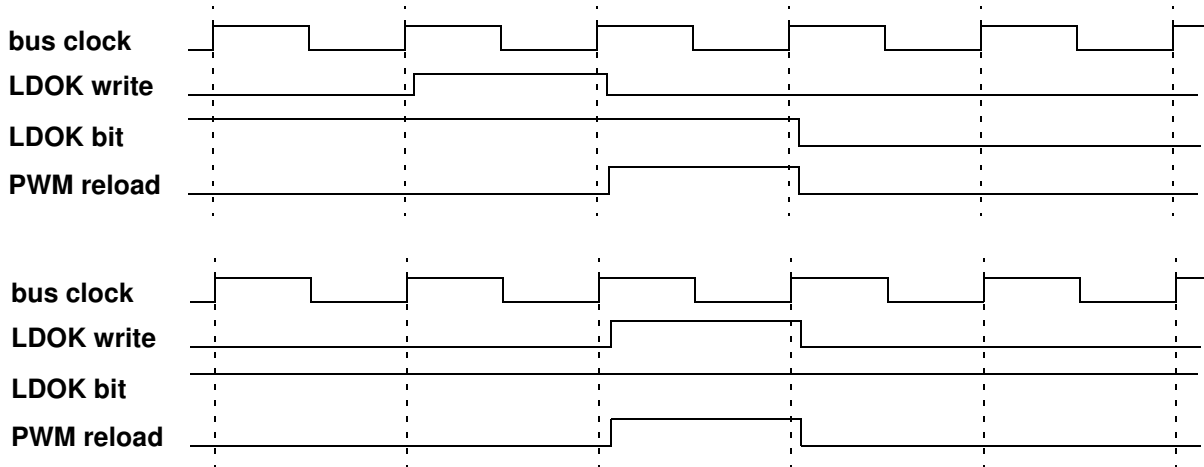 bus clock
LDOK write
LDOK bit
PWM reload
bus clock
LDOK write
LDOK bit
PWM reload